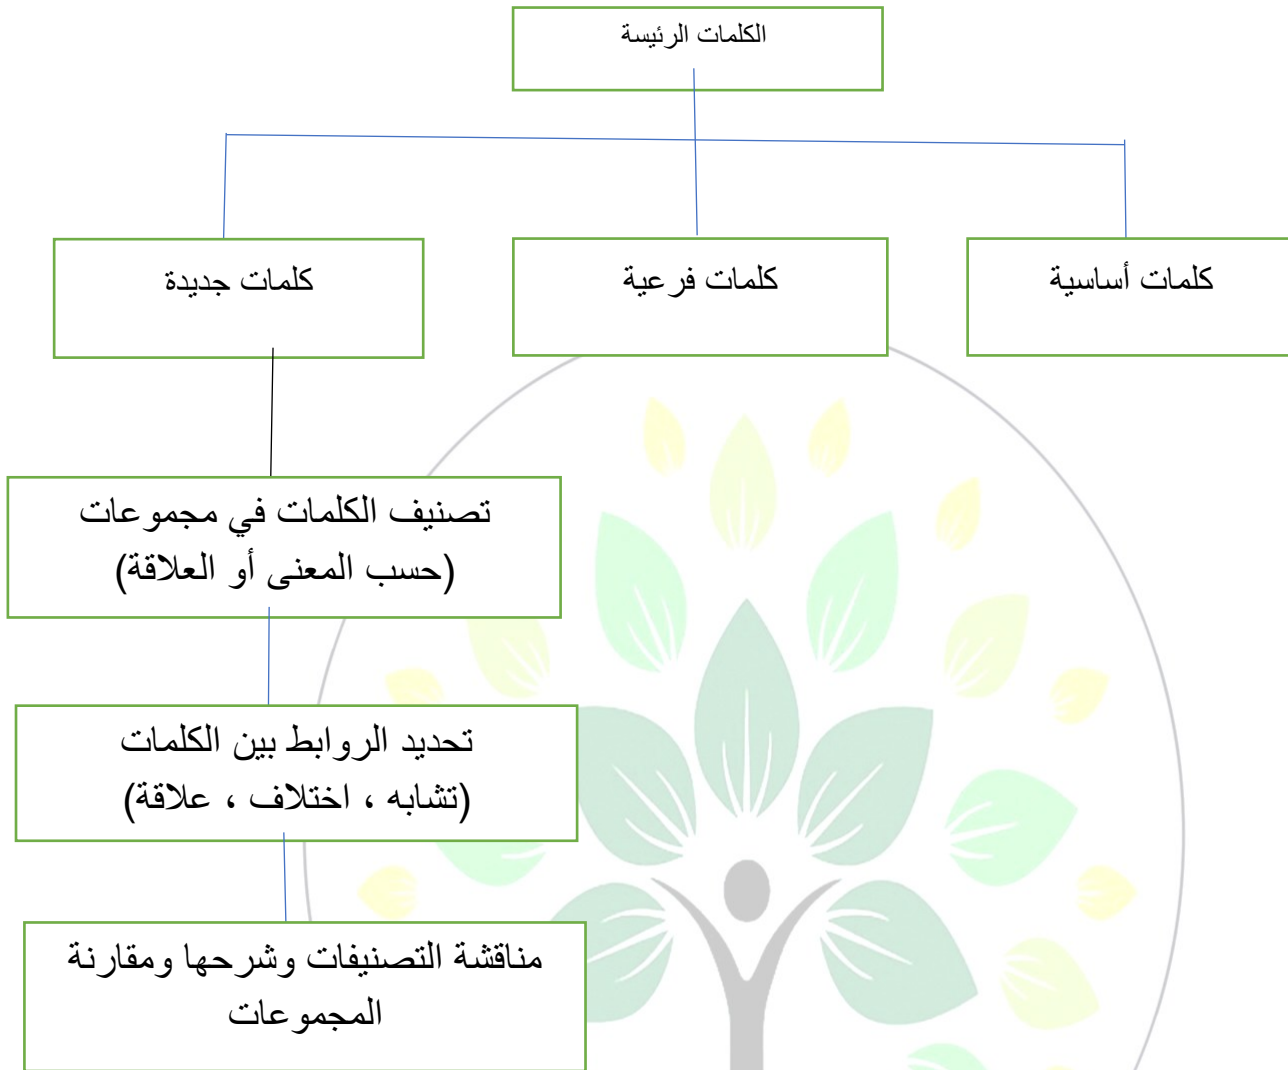 الكلمات الرئيسة
كلمات أساسية
كلمات فرعية
كلمات جديدة
تصنيف الكلمات في مجموعات
(حسب المعنى أو العلاقة)
تحديد الروابط بين الكلمات
(تشابه ، اختلاف ، علاقة)
مناقشة التصنيفات وشرحها ومقارنة
المجموعات